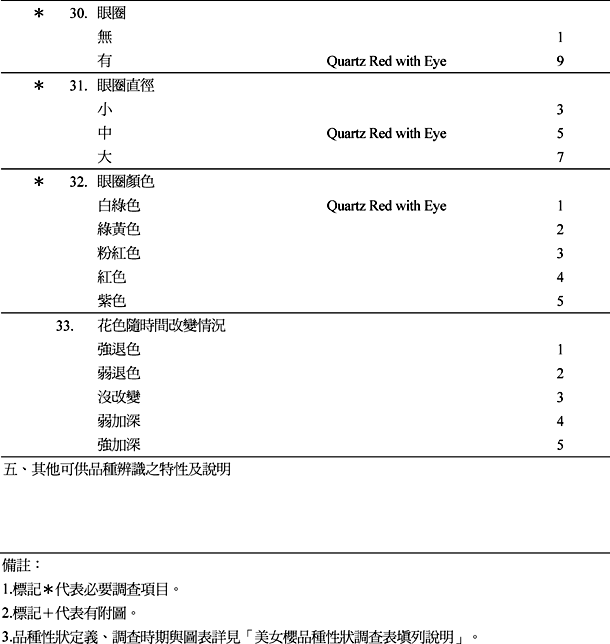 ＊ 30. 眼圈
無 1
有 Quartz Red with Eye 9
＊ 31. 眼圈直徑
小 3
中 Quartz Red with Eye 5
大 7
＊ 32. 眼圈顏色
白綠色 Quartz Red with Eye 1
綠黃色 2
粉紅色 3
紅色 4
紫色 5
33. 花色隨時間改變情況
強退色 1
弱退色 2
沒改變 3
弱加深 4
強加深 5
五、其他可供品種辨識之特性及說明
備註：
1.標記＊代表必要調查項目。
2.標記＋代表有附圖。
3.品種性狀定義、調查時期與圖表詳見「美女櫻品種性狀調查表填列說明」。